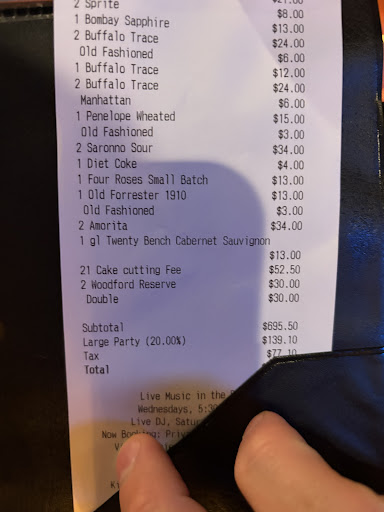 2 Sprite
1 Bombay Sapphire $8.00
2 Buffalo Trace $13.00
Old Fashioned $24.00
1 Buffalo Trace $6.00
2 Buffalo Trace $12.00
Manhattan $24.00
1 Penelope Wheated $6.00
Old Fashioned $15.00
2 Saronno Sour $3.00
1 Diet Coke $34.00
1 Four Roses Small Batch $4.00
1 Old Forrester 1910 $13.00
Old Fashioned $13.00
2 Amorita $3.00
1 gl Twenty Bench Cabernet Sauvignon $34.00
$13.00
21 Cake cutting Fee $52.50
2 Woodford Reserve $30.00
Double $30.00
Subtotal $695.50
Large Party (20.00%) $139.10
Tax $77.10
Total
Live Music in the
Wednesdays, 5:30
Live DJ, Satur
Now Booking: Priv